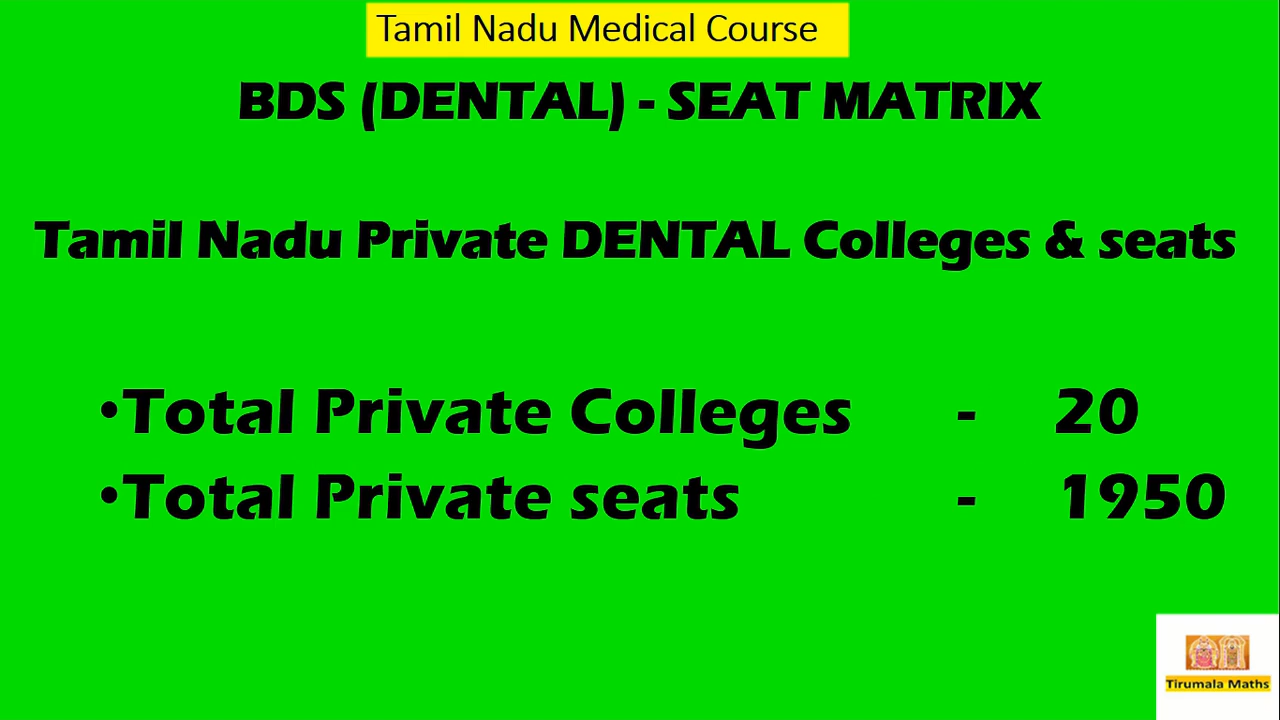 Tamil Nadu Medical Course
BDS (DENTAL) - SEAT MATRIX
Tamil Nadu Private DENTAL Colleges & seats
•Total Private Colleges - 20
•Total Private seats - 1950
Tirumala Maths